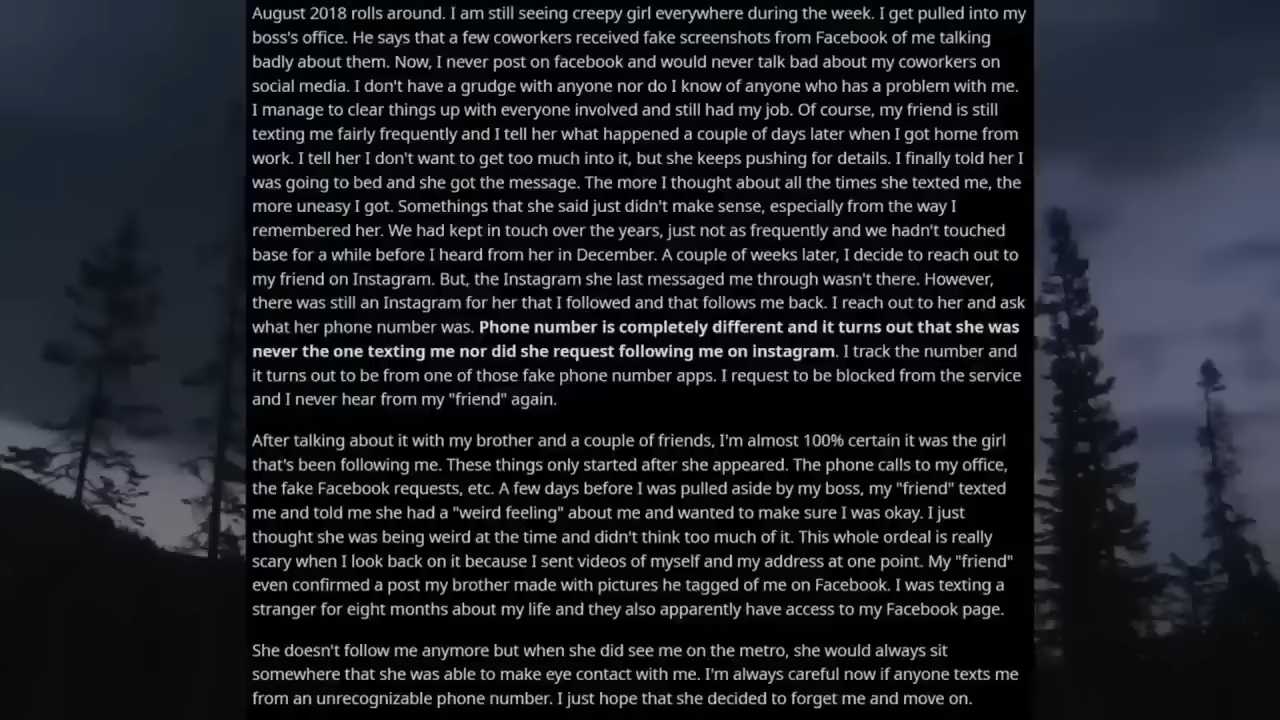 August 2018 rolls around. I am still seeing creepy girl everywhere during the week. I get pulled into my
boss's office. He says that a few coworkers received fake screenshots from Facebook of me talking
badly about them. Now, I never post on facebook and would never talk bad about my coworkers on
social media. I don't have a grudge with anyone nor do I know of anyone who has a problem with me.
I manage to clear things up with everyone involved and still had my job. Of course, my friend is still
texting me fairly frequently and I tell her what happened a couple of days later when I got home from
work. I tell her I don't want to get too much into it, but she keeps pushing for details. I finally told her I
was going to bed and she got the message. The more I thought about all the times she texted me, the
more uneasy I got. Somethings that she said just didn't make sense, especially from the way I
remembered her. We had kept in touch over the years, just not as frequently and we hadn't touched
base for a while before I heard from her in December. A couple of weeks later, I decide to reach out to
my friend on Instagram. But, the Instagram she last messaged me through wasn't there. However,
there was still an Instagram for her that I followed and that follows me back. I reach out to her and ask
what her phone number was. Phone number is completely different and it turns out that she was
never the one texting me nor did she request following me on instagram. I track the number and
it turns out to be from one of those fake phone number apps. I request to be blocked from the service
and I never hear from my "friend" again.
After talking about it with my brother and a couple of friends, I'm almost 100% certain it was the girl
that's been following me. These things only started after she appeared. The phone calls to my office,
the fake Facebook requests, etc. A few days before I was pulled aside by my boss, my "friend" texted
me and told me she had a "weird feeling" about me and wanted to make sure I was okay. I just
thought she was being weird at the time and didn't think too much of it. This whole ordeal is really
scary when I look back on it because I sent videos of myself and my address at one point. My "friend"
even confirmed a post my brother made with pictures he tagged of me on Facebook. I was texting a
stranger for eight months about my life and they also apparently have access to my Facebook page.
She doesn't follow me anymore but when she did see me on the metro, she would always sit
somewhere that she was able to make eye contact with me. I'm always careful now if anyone texts me
from an unrecognizable phone number. I just hope that she decided to forget me and move on.